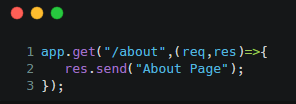 1 app.get("/about",(req,res)=>{
2    res.send("About Page");
3 });